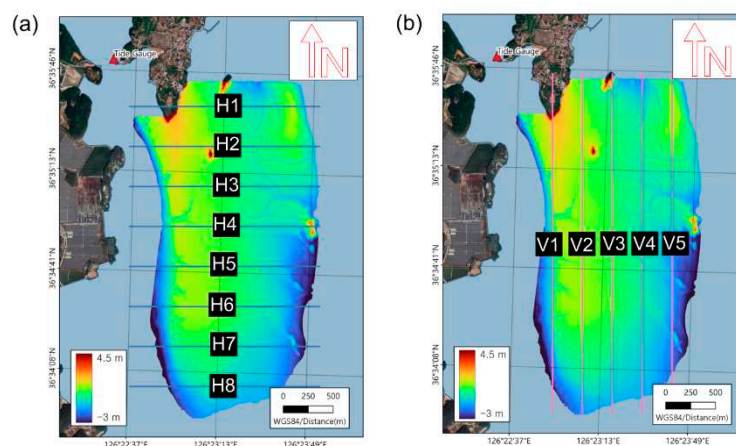 (a)
Tide Gauge
N
36°35'46"N
36°35'13"N
36°34'41"N
36°34'08"N
H1
H2
H3
H4
H5
H6
H7
H8
4.5 m
−3 m
0 250 500
WGS84/Distance(m)
126°22'37"E
126°23'13"E
126°23'49"E
(b)
Tide Gauge
N
36°35'46"N
36°35'13"N
36°34'41"N
36°34'08"N
V1 V2 V3 V4 V5
4.5 m
−3 m
0 250 500
WGS84/Distance(m)
126°22'37"E
126°23'13"E
126°23'49"E